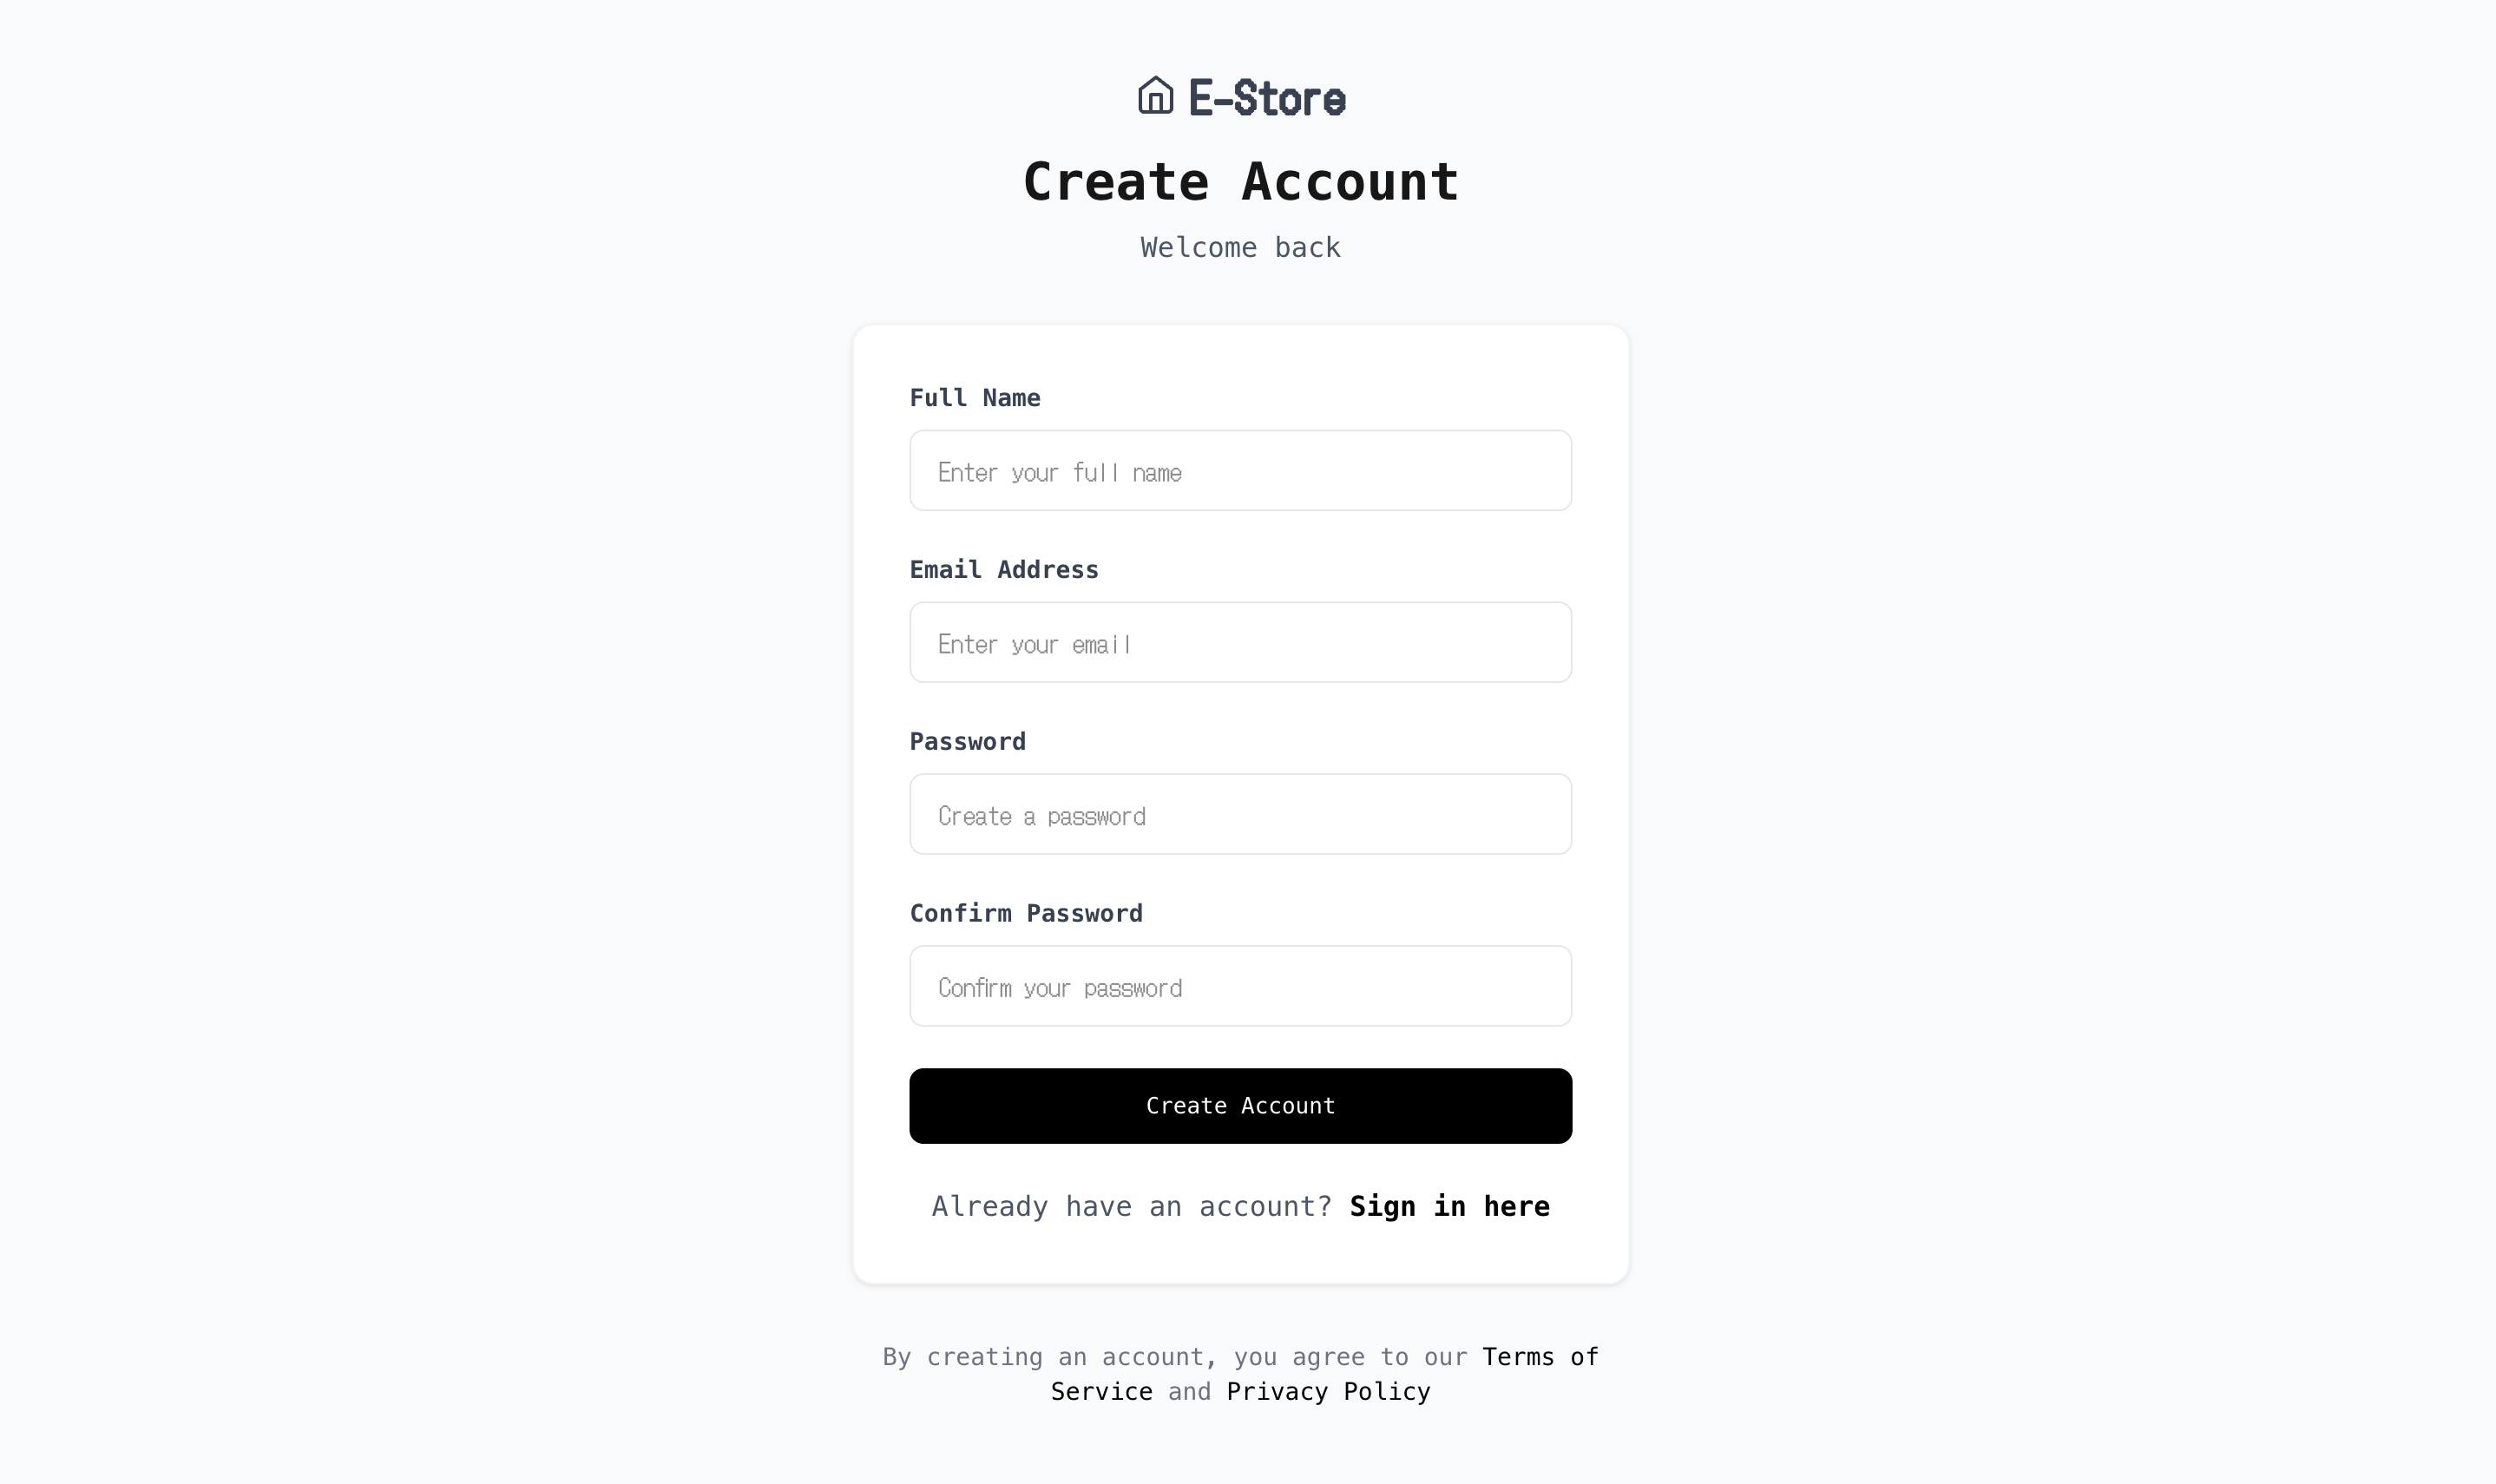 E-Store
Create Account
Welcome back
Full Name
Enter your full name
Email Address
Enter your email
Password
Create a password
Confirm Password
Confirm your password
Create Account
Already have an account? Sign in here
By creating an account, you agree to our Terms of
Service and Privacy Policy